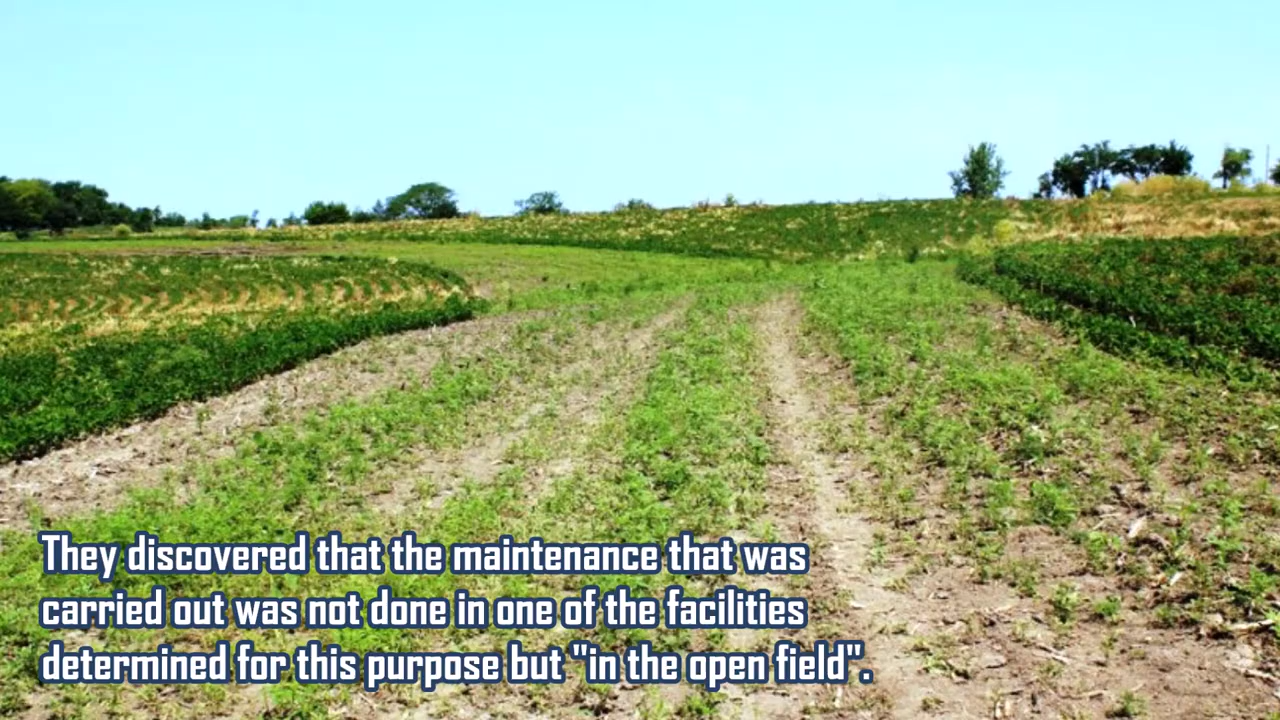 They discovered that the maintenance that was
carried out was not done in one of the facilities
determined for this purpose but "in the open field".